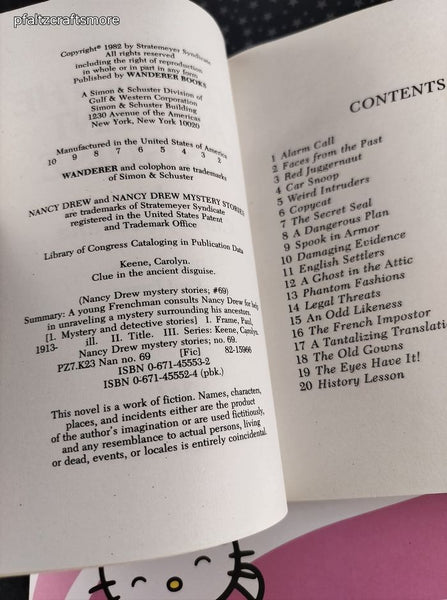 pfaltzcraftsmore
Copyright© 1982 by Stratemeyer Syndicate
All rights reserved
including the right of reproduction
in whole or in part in any form
Published by WANDERER BOOKS
A Simon & Schuster Division of
Gulf & Western Corporation
Simon & Schuster Building
1230 Avenue of the Americas
New York, New York 10020
Manufactured in the United States of America
10 9 8 7 6 5 4 3 2
WANDERER and colophon are trademarks
of Simon & Schuster
NANCY DREW and NANCY DREW MYSTERY STORIES
are trademarks of Stratemeyer Syndicate
registered in the United States Patent
and Trademark Office
Library of Congress Cataloging in Publication Data
Keene, Carolyn.
Clue in the ancient disguise.
(Nancy Drew mystery stories; #69)
Summary: A young Frenchman consults Nancy Drew for help
in unraveling a mystery surrounding his ancestors.
[1. Mystery and detective stories] I. Frame, Paul,
1913- ill. II. Title. III. Series: Keene, Carolyn.
Nancy Drew mystery stories; no. 69.
PZ7.K23 Nan no. 69 [Fic] 82-15966
ISBN 0-671-45553-2
ISBN 0-671-45552-4 (pbk.)
This novel is a work of fiction. Names, characters,
places, and incidents either are the product
of the author's imagination or are used fictitiously,
and any resemblance to actual persons, living
or dead, events, or locales is entirely coincidental.
CONTENTS
1 Alarm Call
2 Faces from the Past
3 Red Juggernaut
4 Car Snoop
5 Weird Intruders
6 Copycat
7 The Secret Seal
8 A Dangerous Plan
9 Spook in Armor
10 Damaging Evidence
11 English Settlers
12 A Ghost in the Attic
13 Phantom Fashions
14 Legal Threats
15 An Odd Likeness
16 The French Impostor
17 A Tantalizing Translati
18 The Old Gowns
19 The Eyes Have It!
20 History Lesson